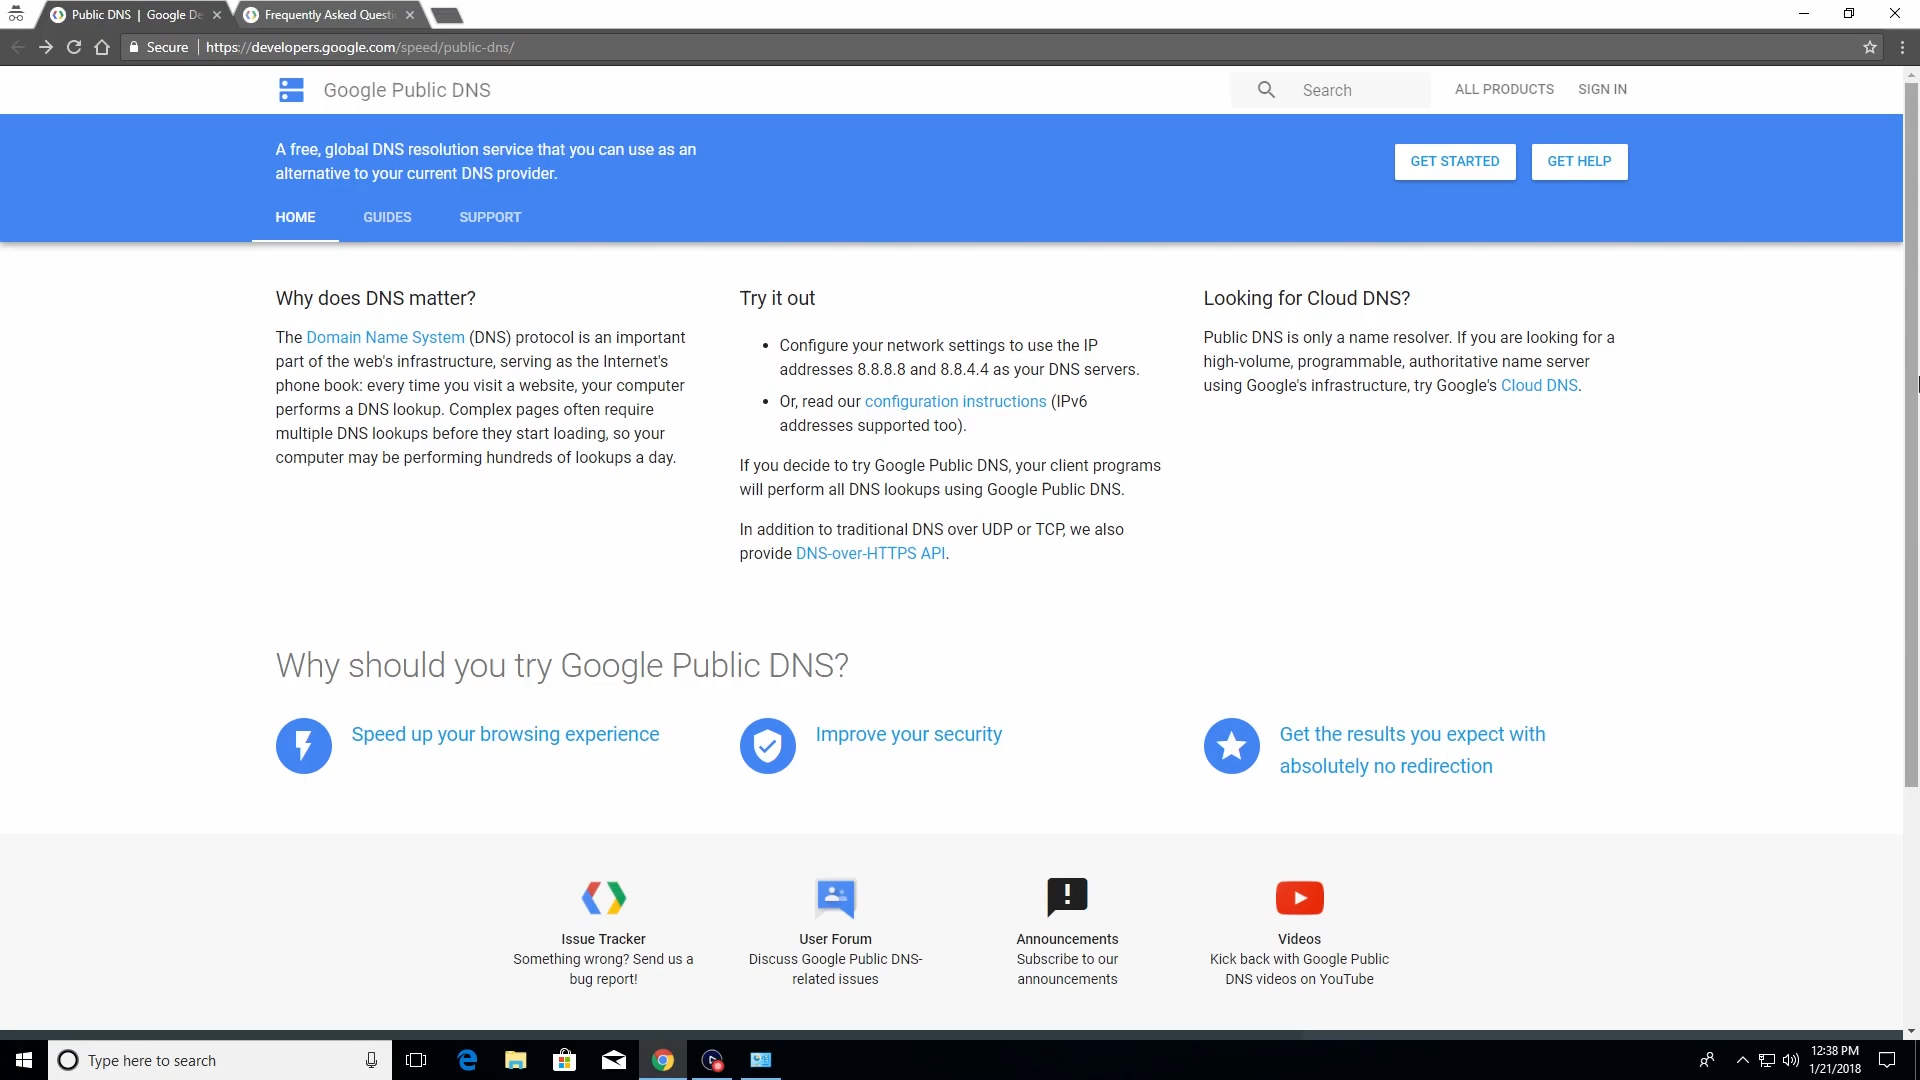 Public DNS | Google De
Frequently Asked Questi
Secure
https://developers.google.com/speed/public-dns/
Google Public DNS
Search
ALL PRODUCTS
SIGN IN
A free, global DNS resolution service that you can use as an
alternative to your current DNS provider.
GET STARTED
GET HELP
HOME
GUIDES
SUPPORT
Why does DNS matter?
The Domain Name System (DNS) protocol is an important
part of the web's infrastructure, serving as the Internet's
phone book: every time you visit a website, your computer
performs a DNS lookup. Complex pages often require
multiple DNS lookups before they start loading, so your
computer may be performing hundreds of lookups a day.
Try it out
• Configure your network settings to use the IP
addresses 8.8.8.8 and 8.8.4.4 as your DNS servers.
• Or, read our configuration instructions (IPv6
addresses supported too).
If you decide to try Google Public DNS, your client programs
will perform all DNS lookups using Google Public DNS.
In addition to traditional DNS over UDP or TCP, we also
provide DNS-over-HTTPS API.
Looking for Cloud DNS?
Public DNS is only a name resolver. If you are looking for a
high-volume, programmable, authoritative name server
using Google's infrastructure, try Google's Cloud DNS.
Why should you try Google Public DNS?
Speed up your browsing experience
Improve your security
Get the results you expect with
absolutely no redirection
Issue Tracker
Something wrong? Send us a
bug report!
User Forum
Discuss Google Public DNS-
related issues
Announcements
Subscribe to our
announcements
Videos
Kick back with Google Public
DNS videos on YouTube
Type here to search
12:38 PM
1/21/2018